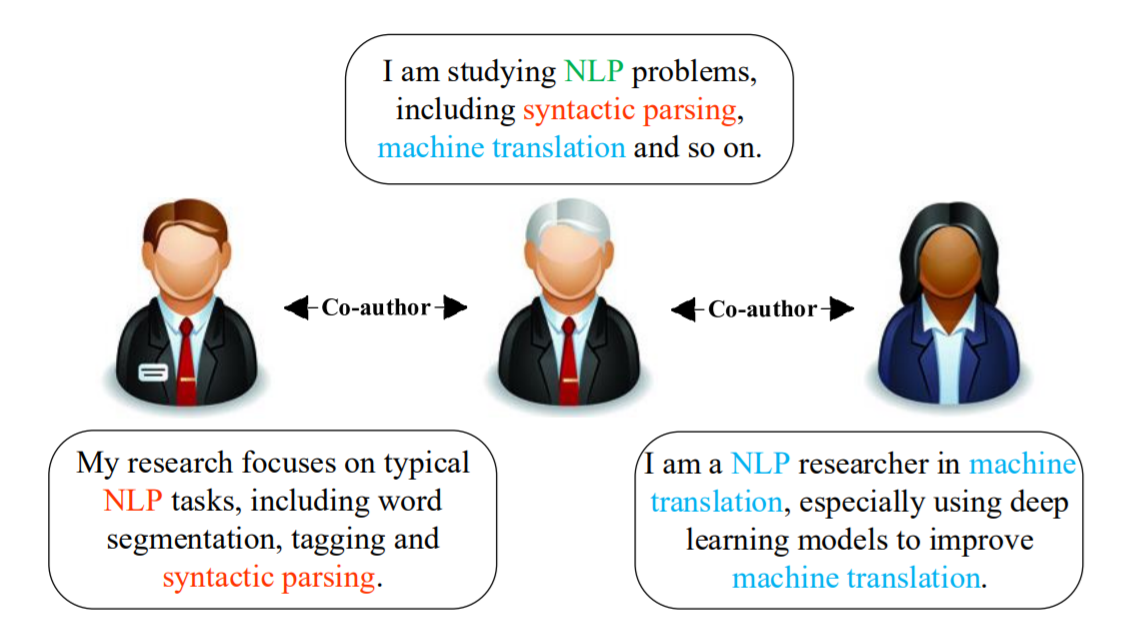 I am studying NLP problems,
including syntactic parsing,
machine translation and so on.
Co-author
Co-author
My research focuses on typical
NLP tasks, including word
segmentation, tagging and
syntactic parsing.
I am a NLP researcher in machine
translation, especially using deep
learning models to improve
machine translation.